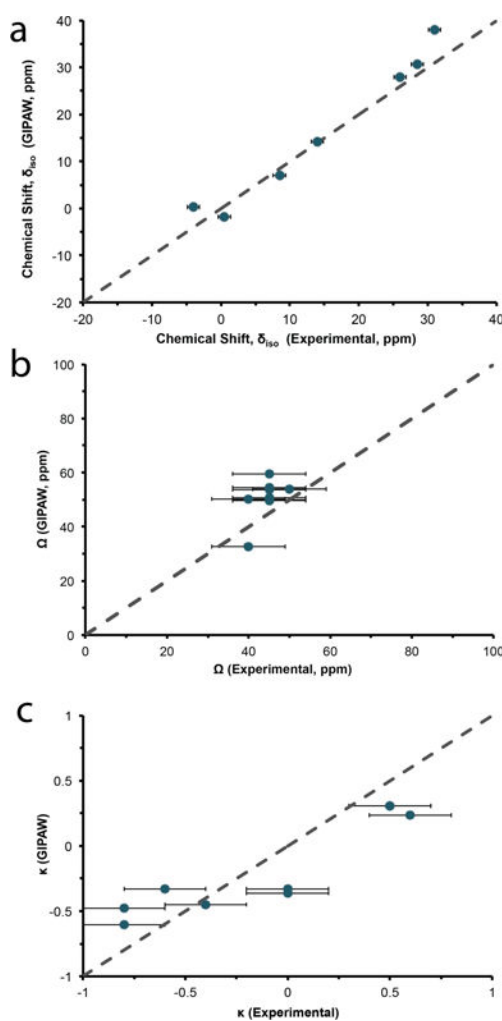 a
40
30
20
10
0
-10
-20
-20 -10 0 10 20 30 40
Chemical Shift, δiso (GIPAW, ppm)
Chemical Shift, δiso (Experimental, ppm)
b
100
80
60
40
20
0
0 20 40 60 80 100
Ω (GIPAW, ppm)
Ω (Experimental, ppm)
c
1
0.5
0
-0.5
-1
-1 -0.5 0 0.5 1
κ (GIPAW)
κ (Experimental)